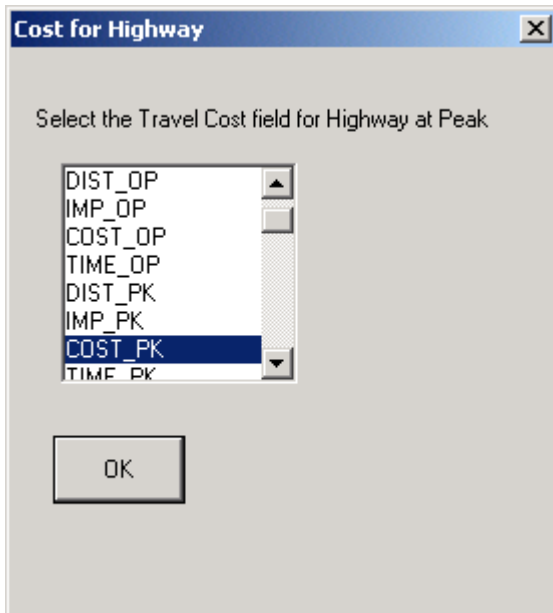 Cost for Highway
Select the Travel Cost field for Highway at Peak
DIST_OP
IMP_OP
COST_OP
TIME_OP
DIST_PK
IMP_PK
COST_PK
TIME_PK
OK